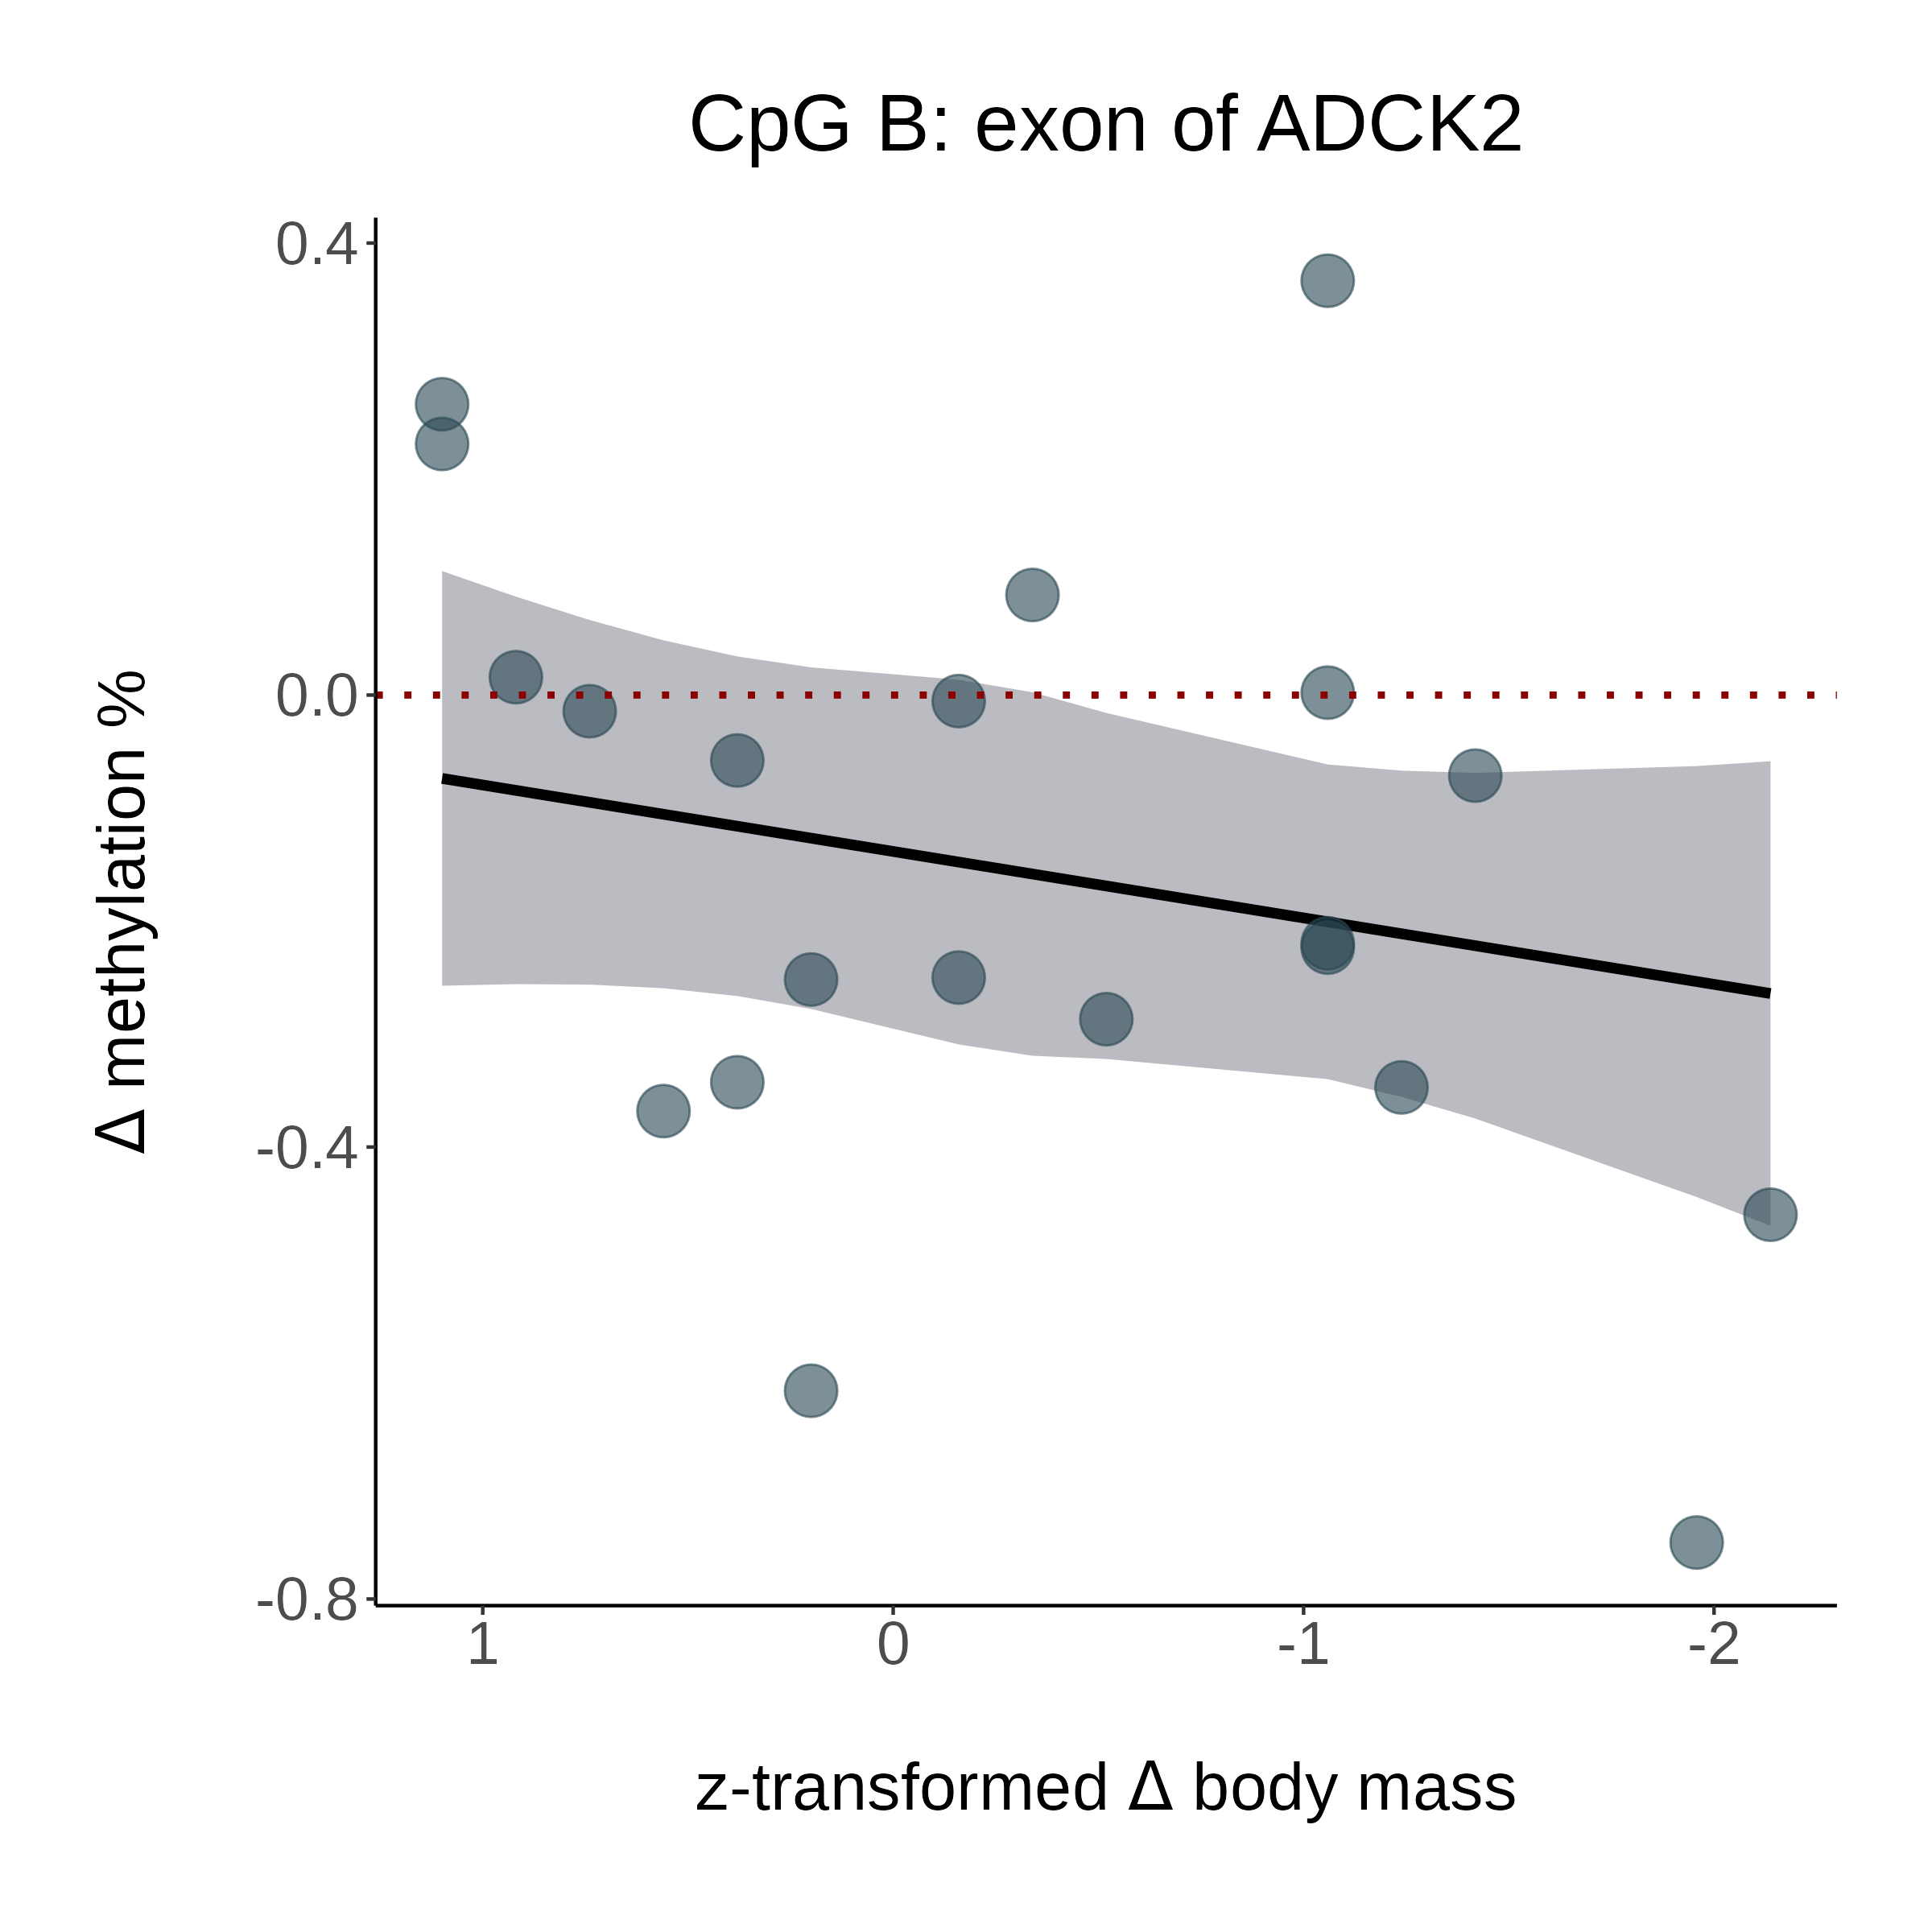 CpG B: exon of ADCK2
Δ methylation %
0.4
0.0
-0.4
-0.8
1
0
-1
-2
z-transformed Δ body mass